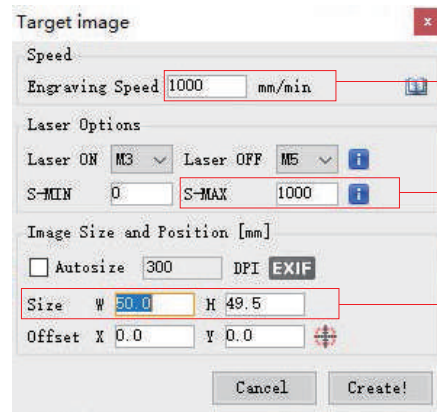 Target image x
Speed
Engraving Speed 1000 mm/min
Laser Options
Laser ON M3 Laser OFF M5 i
S-MIN 0 S-MAX 1000 i
Image Size and Position [mm]
Autosize 300 DPI EXIF
Size W 50.0 H 49.5
Offset X 0.0 Y 0.0
Cancel Create!